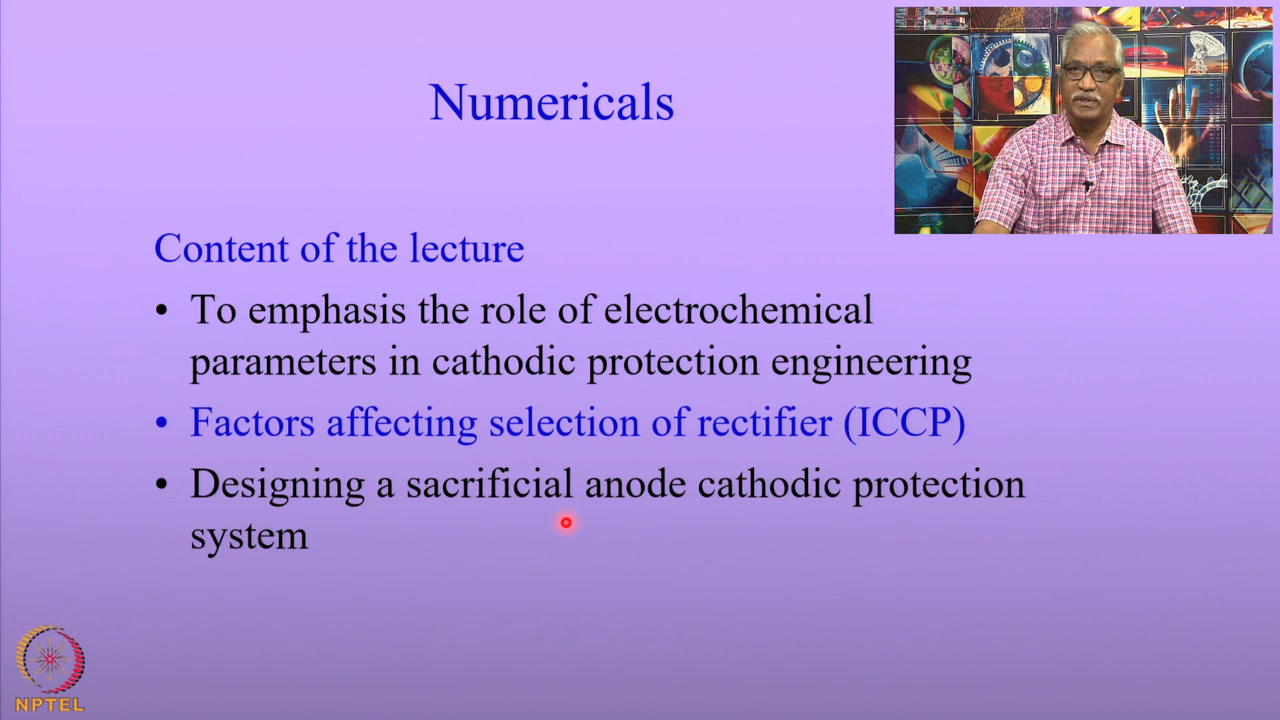 Numericals
Content of the lecture
• To emphasis the role of electrochemical
parameters in cathodic protection engineering
• Factors affecting selection of rectifier (ICCP)
• Designing a sacrificial anode cathodic protection
system
NPTEL